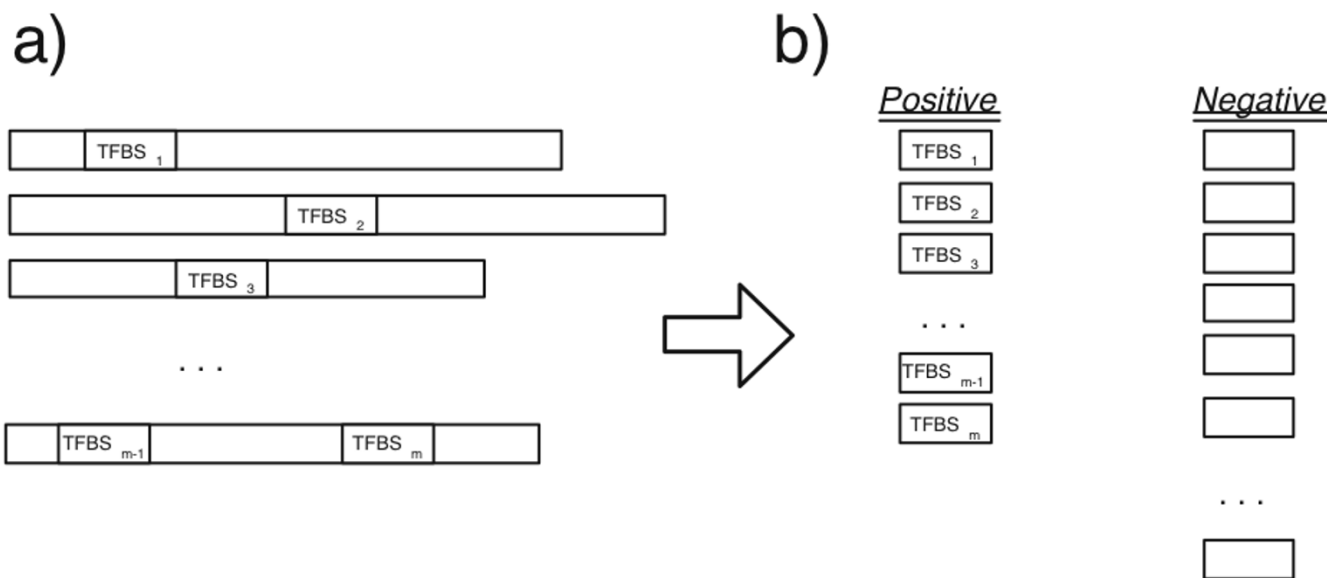 a)
TFBS 1
TFBS 2
TFBS 3
. . .
TFBS m-1 TFBS m
b)
Positive Negative
TFBS 1
TFBS 2
TFBS 3
. . .
TFBS m-1
TFBS m
. . .